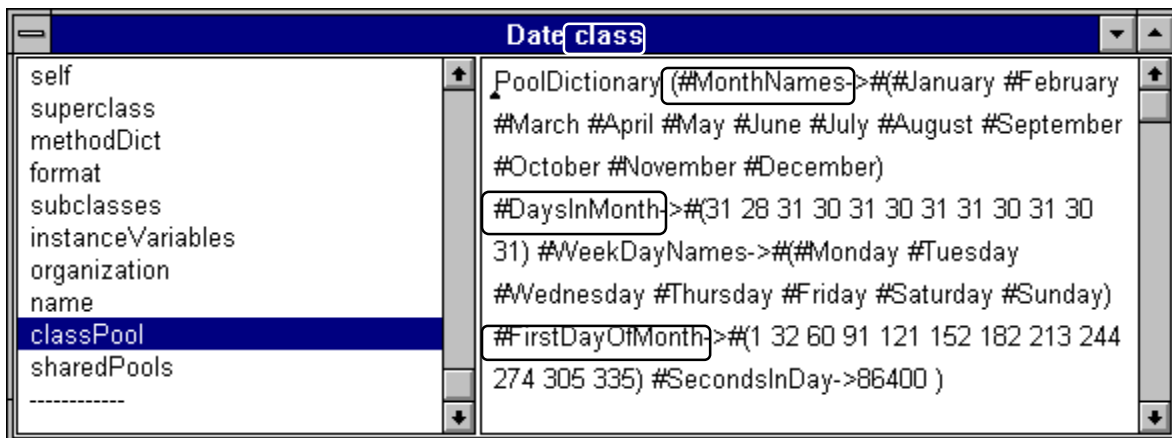 Date class
self
superclass
methodDict
format
subclasses
instanceVariables
organization
name
classPool
sharedPools
------------
PoolDictionary (#MonthNames->#(#January #February
#March #April #May #June #July #August #September
#October #November #December)
#DaysInMonth->#(31 28 31 30 31 30 31 31 30 31 30
31) #WeekDayNames->#(#Monday #Tuesday
#Wednesday #Thursday #Friday #Saturday #Sunday)
#FirstDayOfMonth->#(1 32 60 91 121 152 182 213 244
274 305 335) #SecondsInDay->86400 )